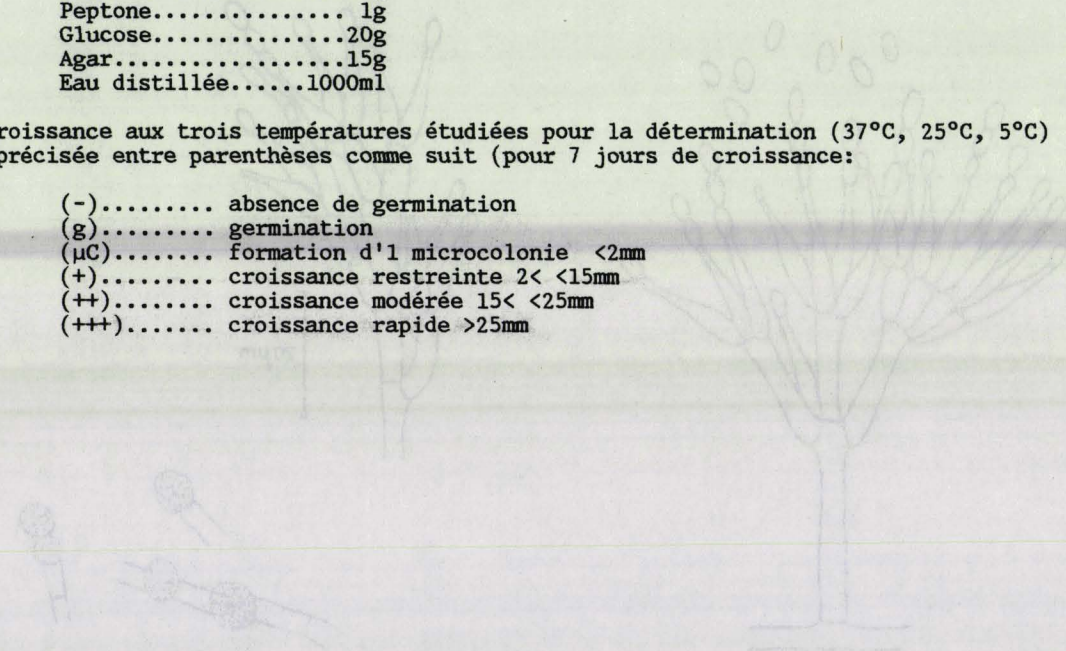 Peptone............... 1g
Glucose...............20g
Agar..................15g
Eau distillée......1000ml
roissance aux trois températures étudiées pour la détermination (37°C, 25°C, 5°C)
précisée entre parenthèses comme suit (pour 7 jours de croissance:
(-)......... absence de germination
(g)......... germination
(µC)........ formation d'1 microcolonie <2mm
(+)......... croissance restreinte 2< <15mm
(++)........ croissance modérée 15< <25mm
(+++)....... croissance rapide >25mm